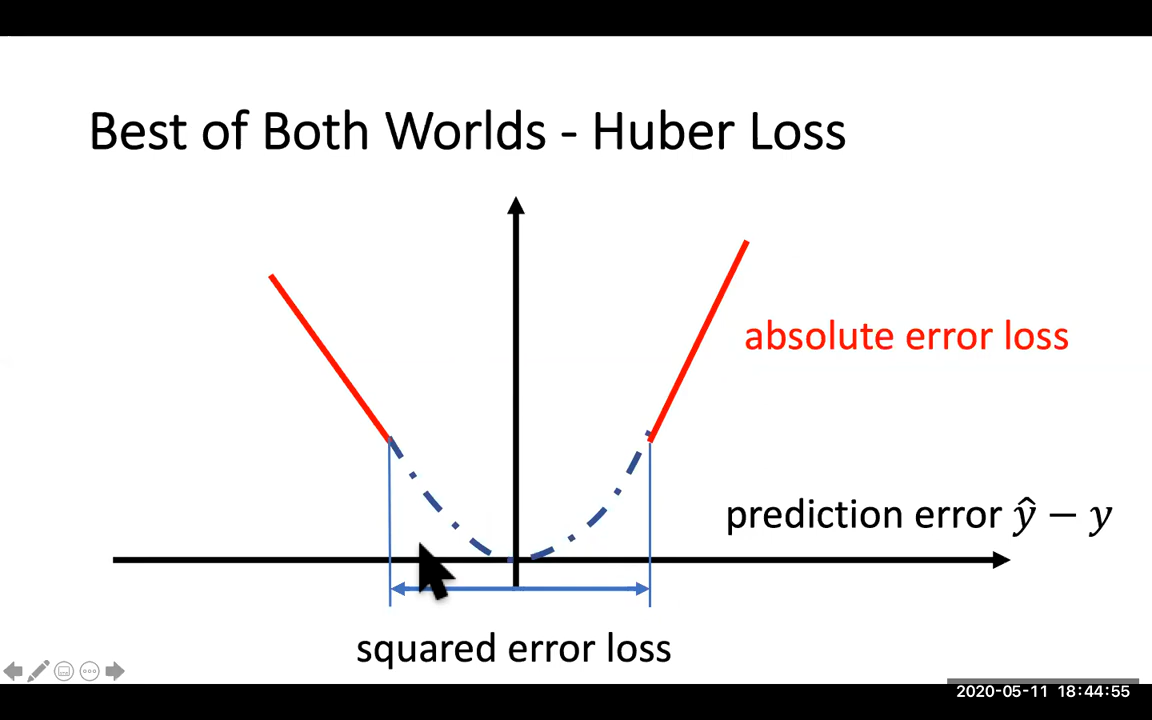 Best of Both Worlds - Huber Loss
absolute error loss
prediction error ŷ − y
squared error loss
2020-05-11 18:44:55